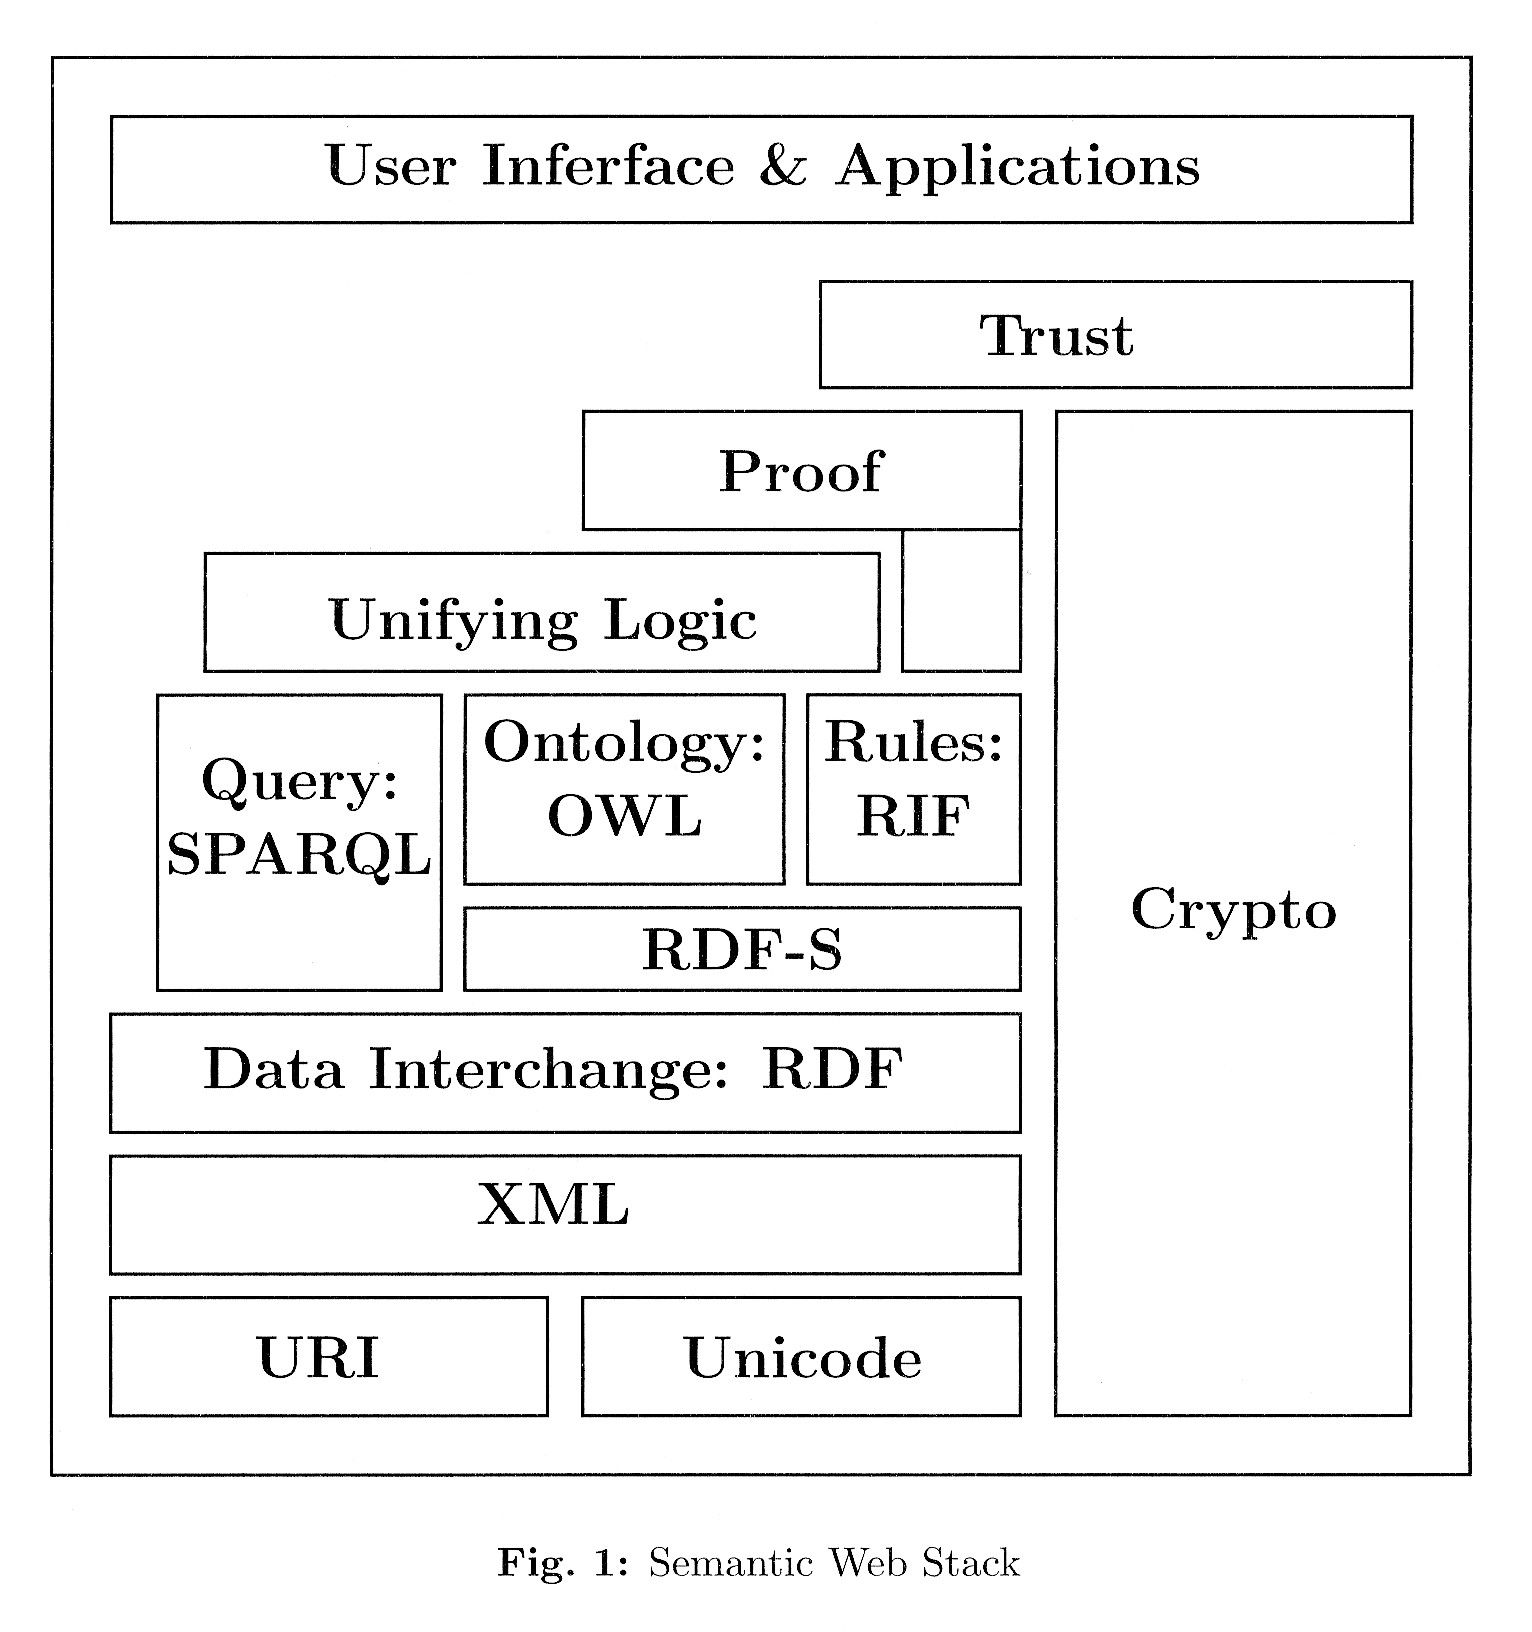 User Inferface & Applications
Trust
Proof
Unifying Logic
Query:
SPARQL
Ontology:
OWL
Rules:
RIF
RDF-S
Crypto
Data Interchange: RDF
XML
URI
Unicode
Fig. 1: Semantic Web Stack